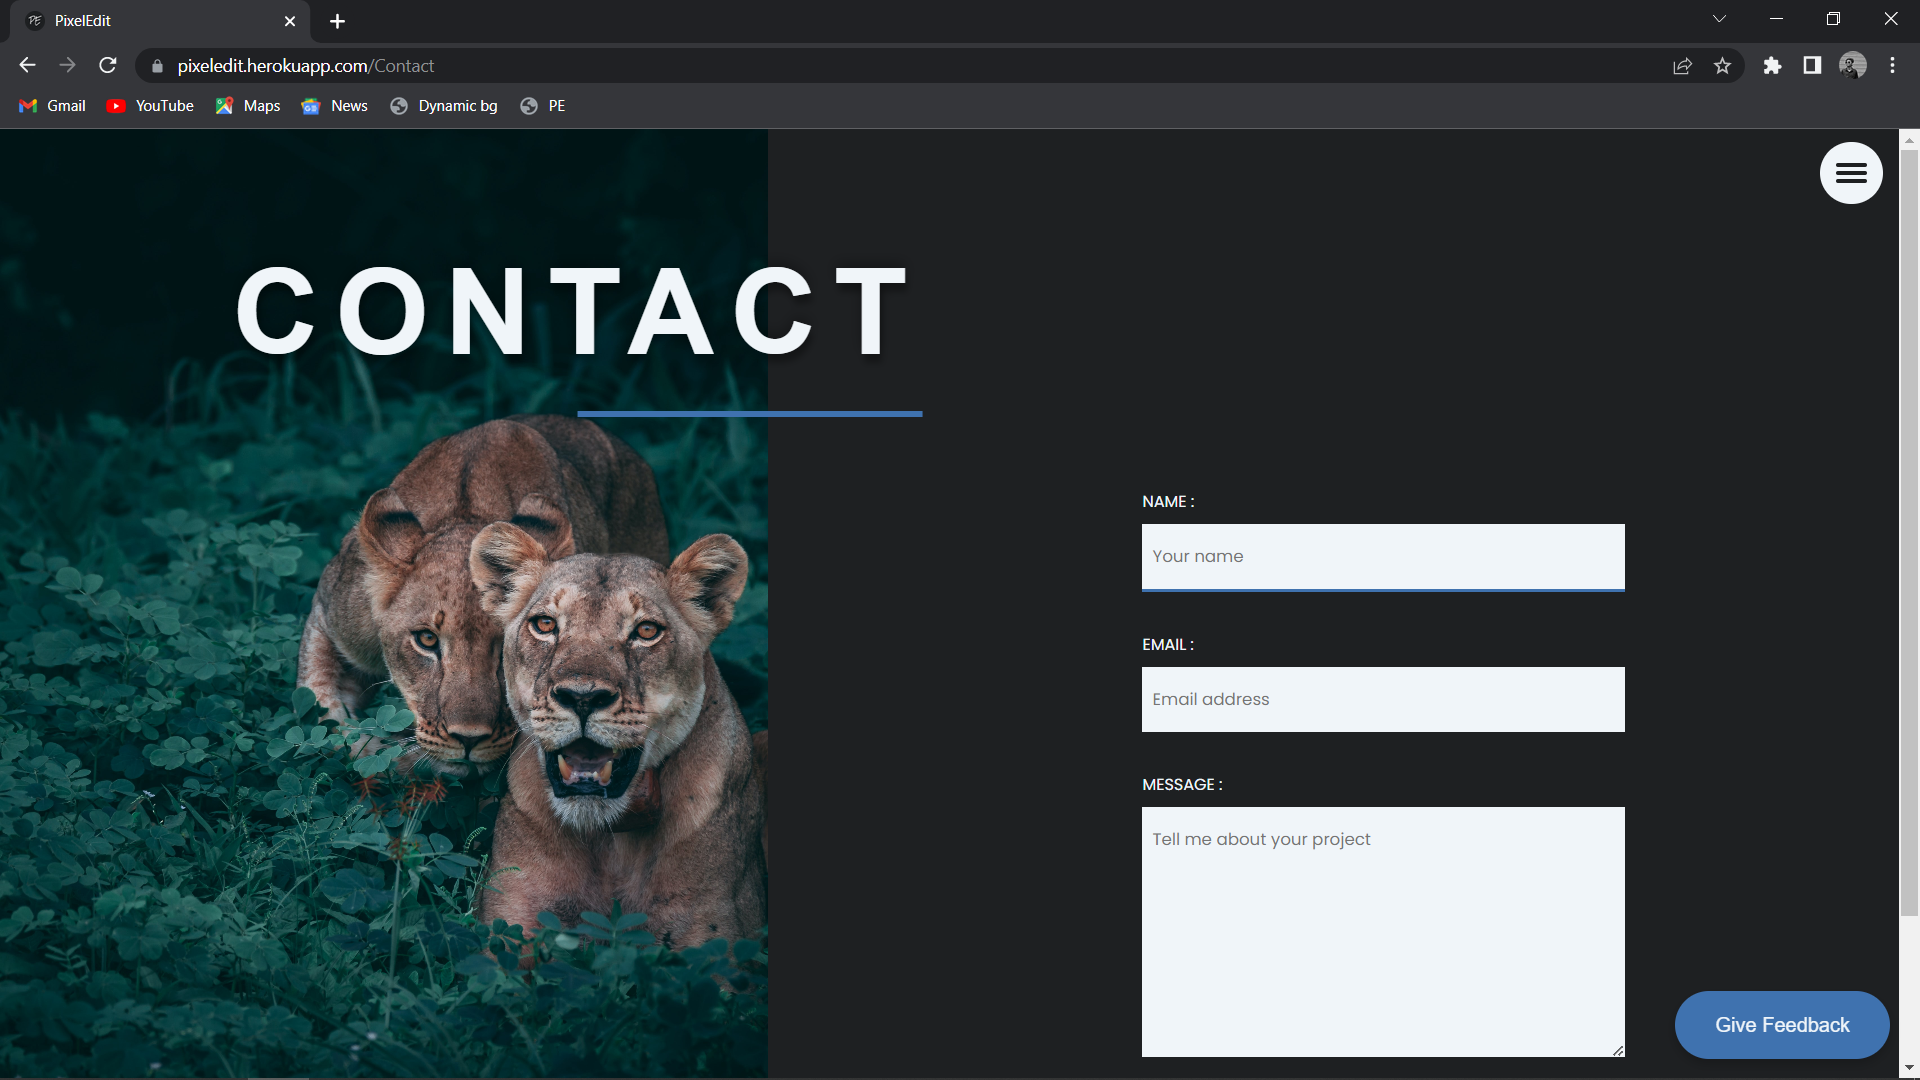 PixelEdit
pixeledit.herokuapp.com/Contact
Gmail YouTube Maps News Dynamic bg PE
CONTACT
NAME :
Your name
EMAIL :
Email address
MESSAGE :
Tell me about your project
Give Feedback